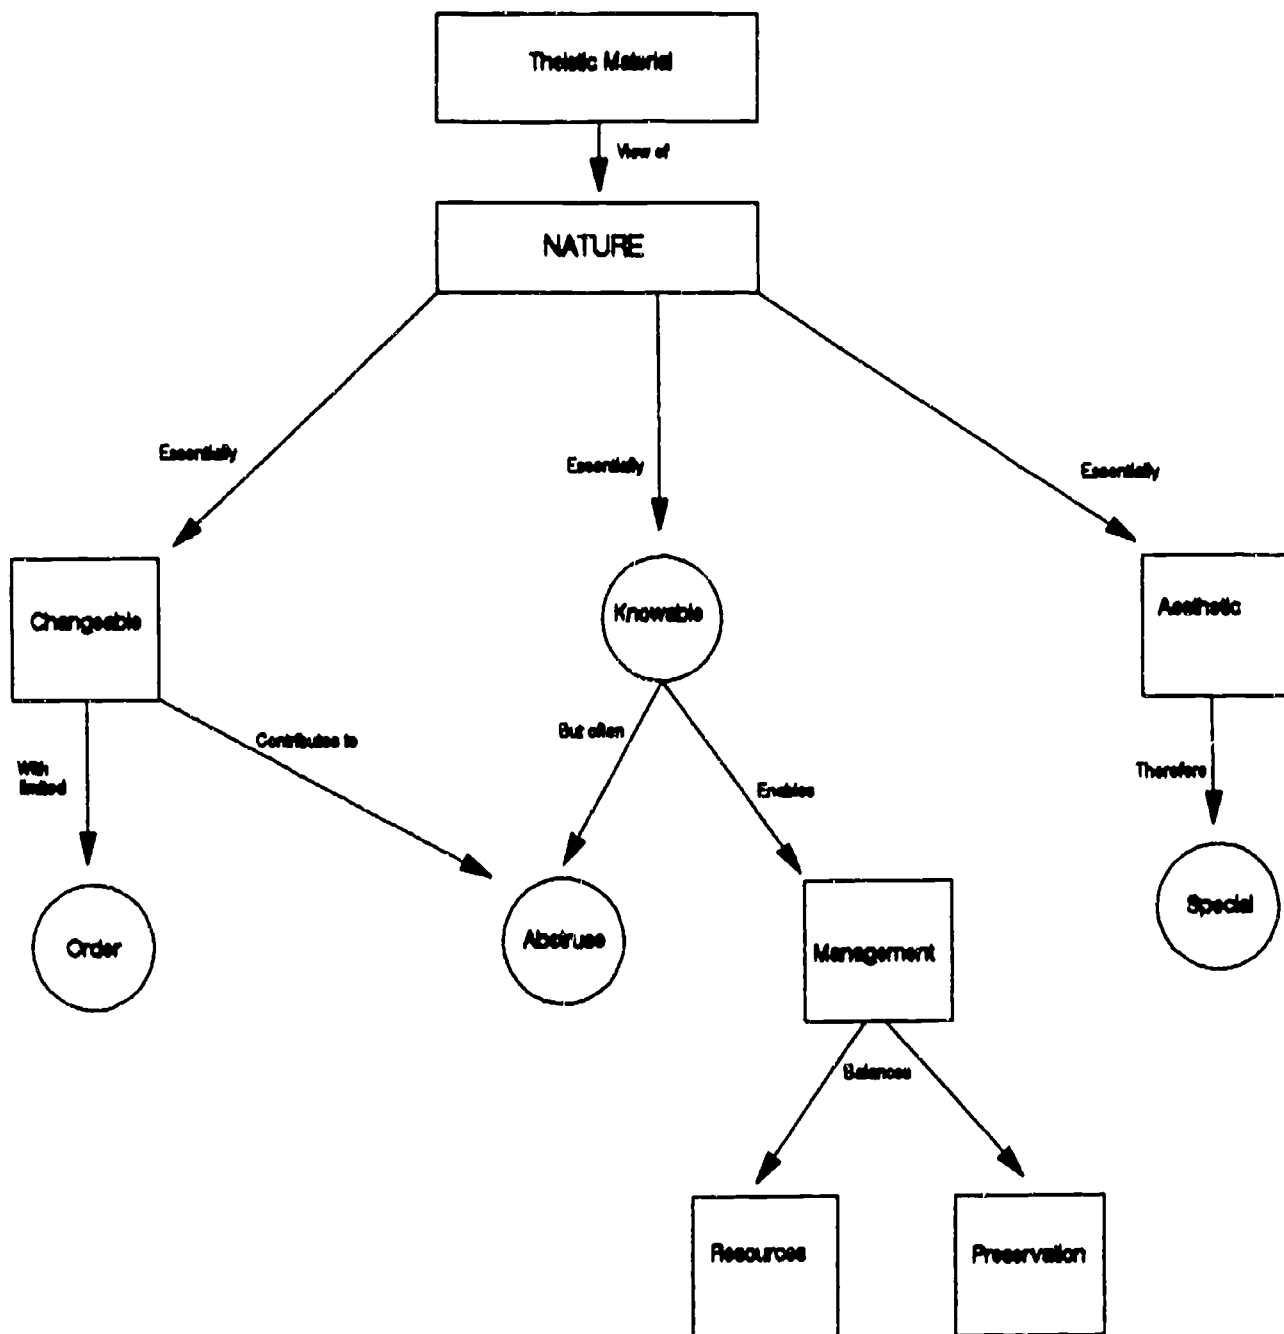 Theistic Material
View of
NATURE
Essentially
Essentially
Essentially
Changeable
Knowable
Aesthetic
With
limited
Contributes to
But often
Enables
Therefore
Order
Abstruse
Management
Special
Balances
Resources
Preservation